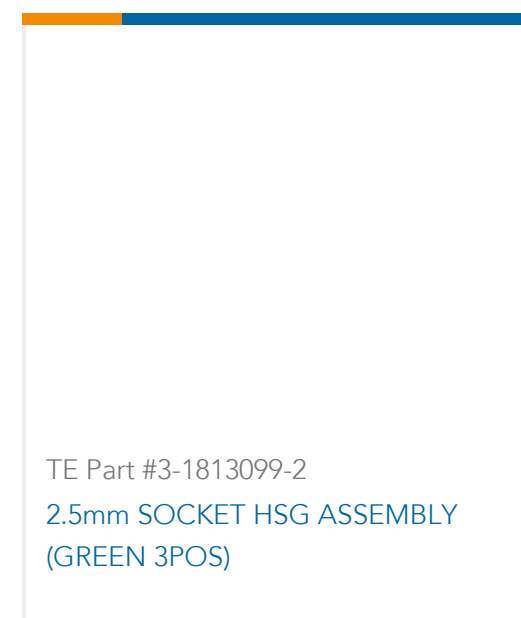 TE Part #3-1813099-2
2.5mm SOCKET HSG ASSEMBLY
(GREEN 3POS)